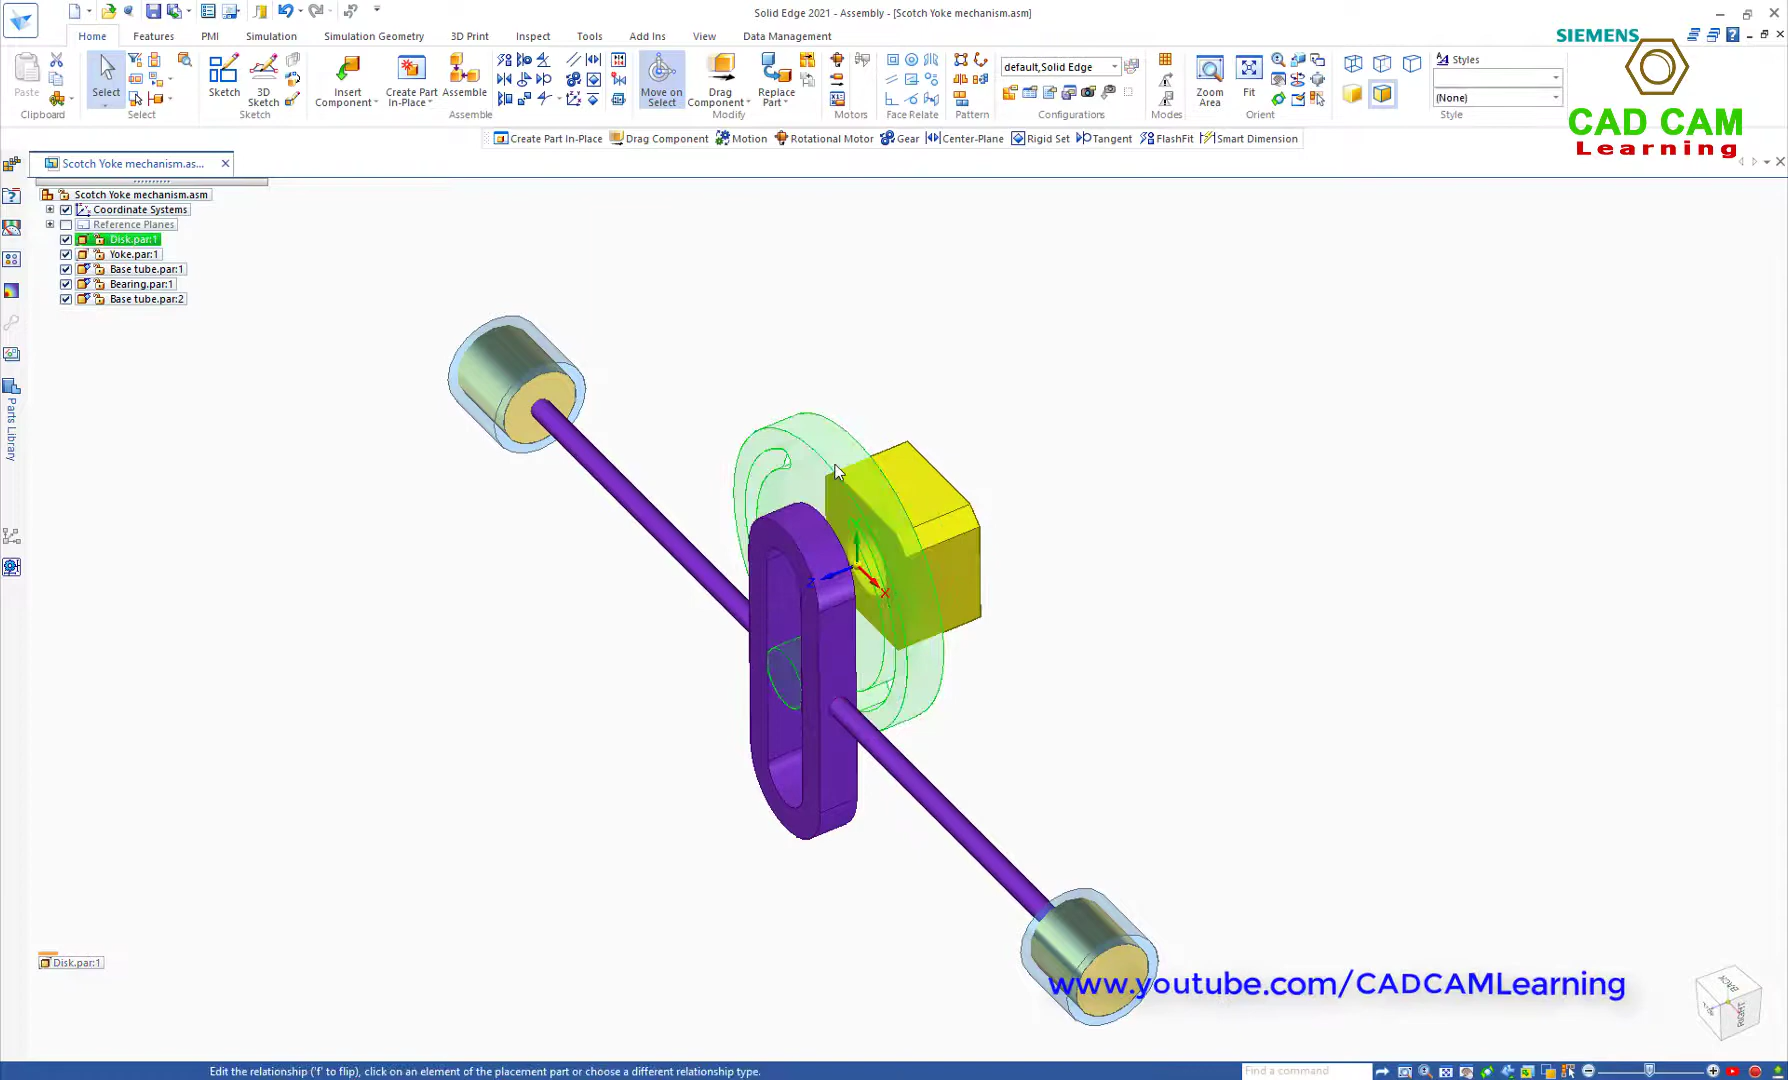 Solid Edge 2021 - Assembly - [Scotch Yoke mechanism.asm]
Home Features PMI Simulation Simulation Geometry 3D Print Inspect Tools Add Ins View Data Management
SIEMENS
Paste
Clipboard
Select
Select
Sketch
3D Sketch
Sketch
Insert Component
Create Part In-Place
Assembly
Assemble
Move on Select
Drag Component
Replace Part
Modify
Motors
Face Relate
Pattern
default,Solid Edge
Configurations
Modes
Zoom Area
Fit
Orient
Styles
(None)
Style
CAD CAM
Learning
Create Part In-Place Drag Component Motion Rotational Motor Gear Center-Plane Rigid Set Tangent FlashFit Smart Dimension
Scotch Yoke mechanism.as...
Scotch Yoke mechanism.asm
Coordinate Systems
Reference Planes
Disk.par:1
Yoke.par:1
Base tube.par:1
Bearing.par:1
Base tube.par:2
Parts Library
Z
X
Disk.par:1
www.youtube.com/CADCAMLearning
BACK
RIGHT
Edit the relationship ('f' to flip), click on an element of the placement part or choose a different relationship type.
Find a command